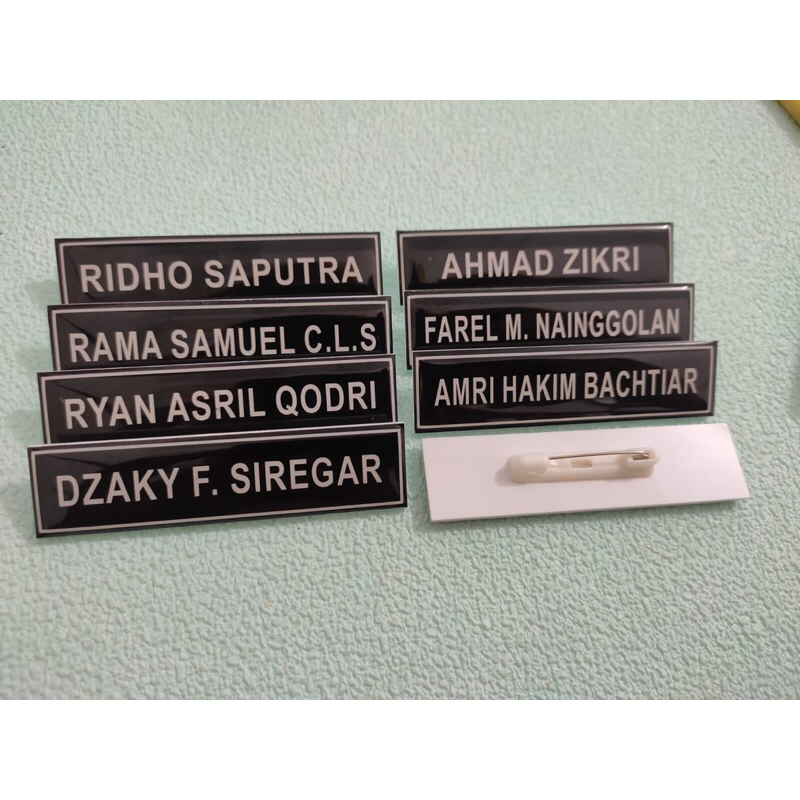 RIDHO SAPUTRA
RAMA SAMUEL C.L.S
RYAN ASRIL QODRI
DZAKY F. SIREGAR
AHMAD ZIKRI
FAREL M. NAINGGOLAN
AMRI HAKIM BACHTIAR